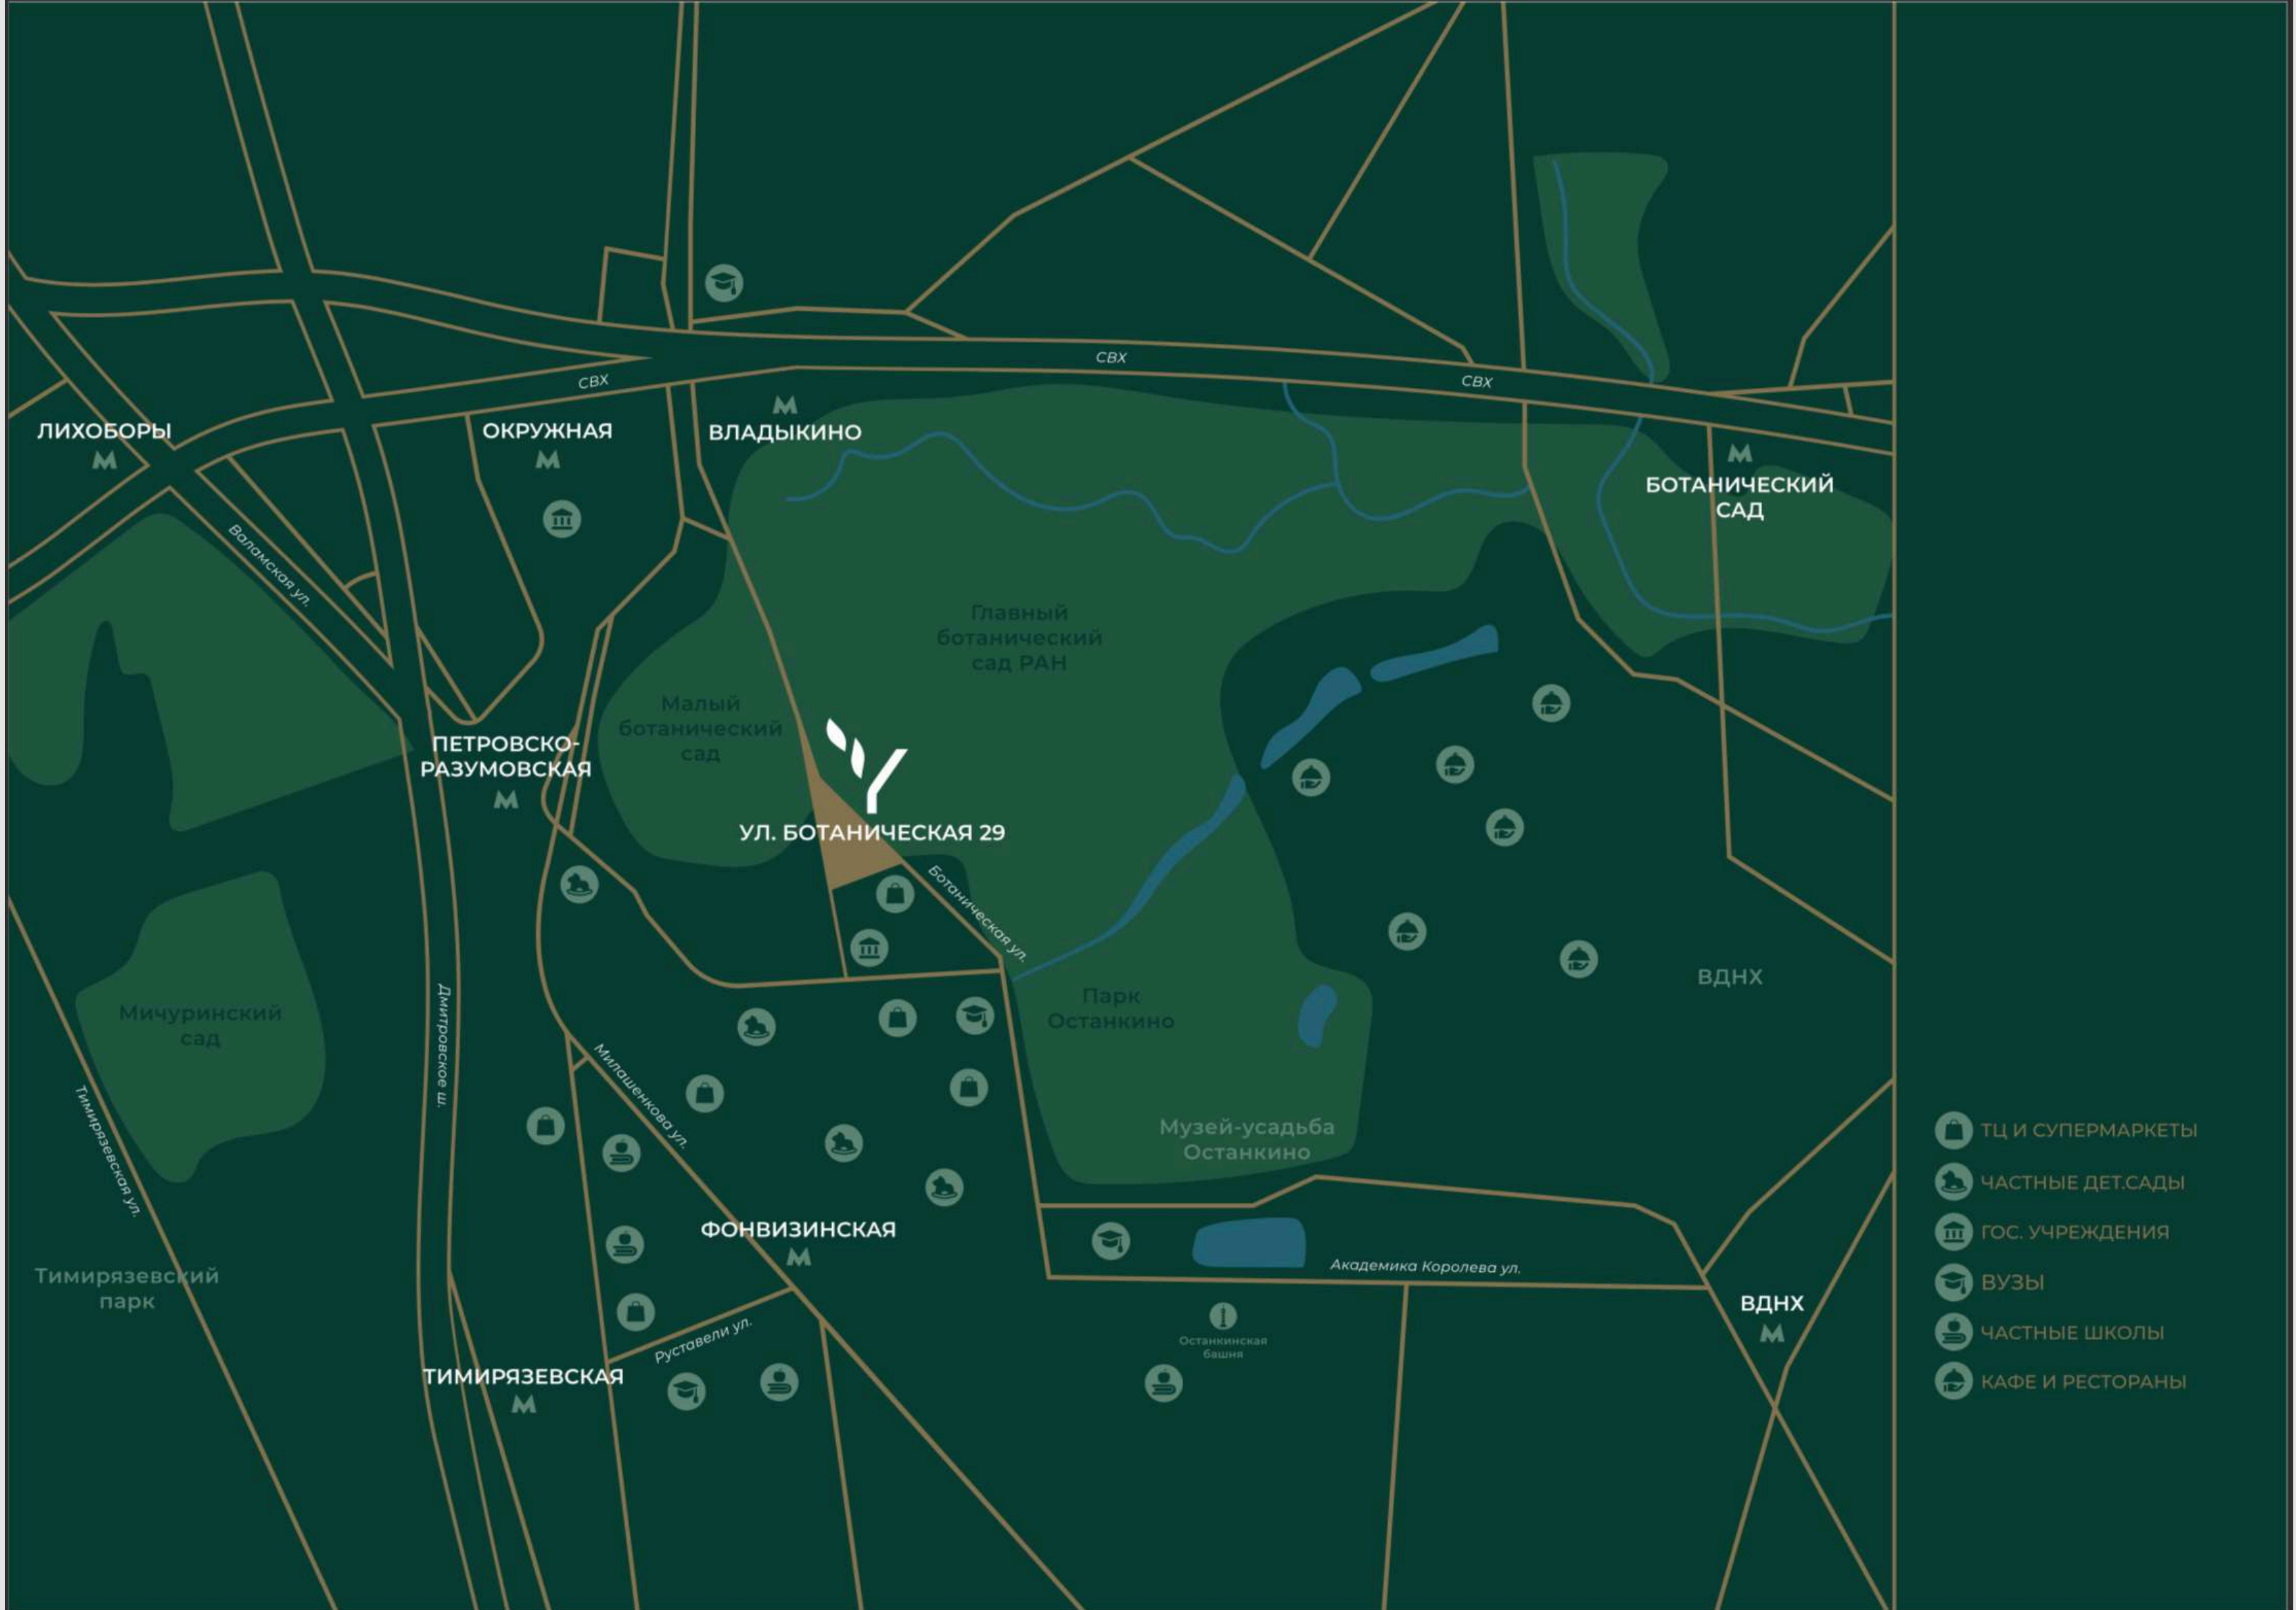 СВХ
СВХ
СВХ
ЛИХОБОРЫ
М
ОКРУЖНАЯ
М
М
ВЛАДЫКИНО
М
БОТАНИЧЕСКИЙ
САД
Валамская ул.
Главный
ботанический
сад РАН
Малый
ботанический
сад
ПЕТРОВСКО-
РАЗУМОВСКАЯ
М
УЛ. БОТАНИЧЕСКАЯ 29
Ботаническая ул.
ВДНХ
Мичуринский
сад
Дмитровское ш.
Парк
Останкино
Тимирязевская ул.
Милашенкова ул.
Музей-усадьба
Останкино
ФОНВИЗИНСКАЯ
М
Тимирязевский
парк
Академика Королева ул.
Руставели ул.
Останкинская
башня
ВДНХ
М
ТИМИРЯЗЕВСКАЯ
М
ТЦ И СУПЕРМАРКЕТЫ
ЧАСТНЫЕ ДЕТ.САДЫ
ГОС. УЧРЕЖДЕНИЯ
ВУЗЫ
ЧАСТНЫЕ ШКОЛЫ
КАФЕ И РЕСТОРАНЫ